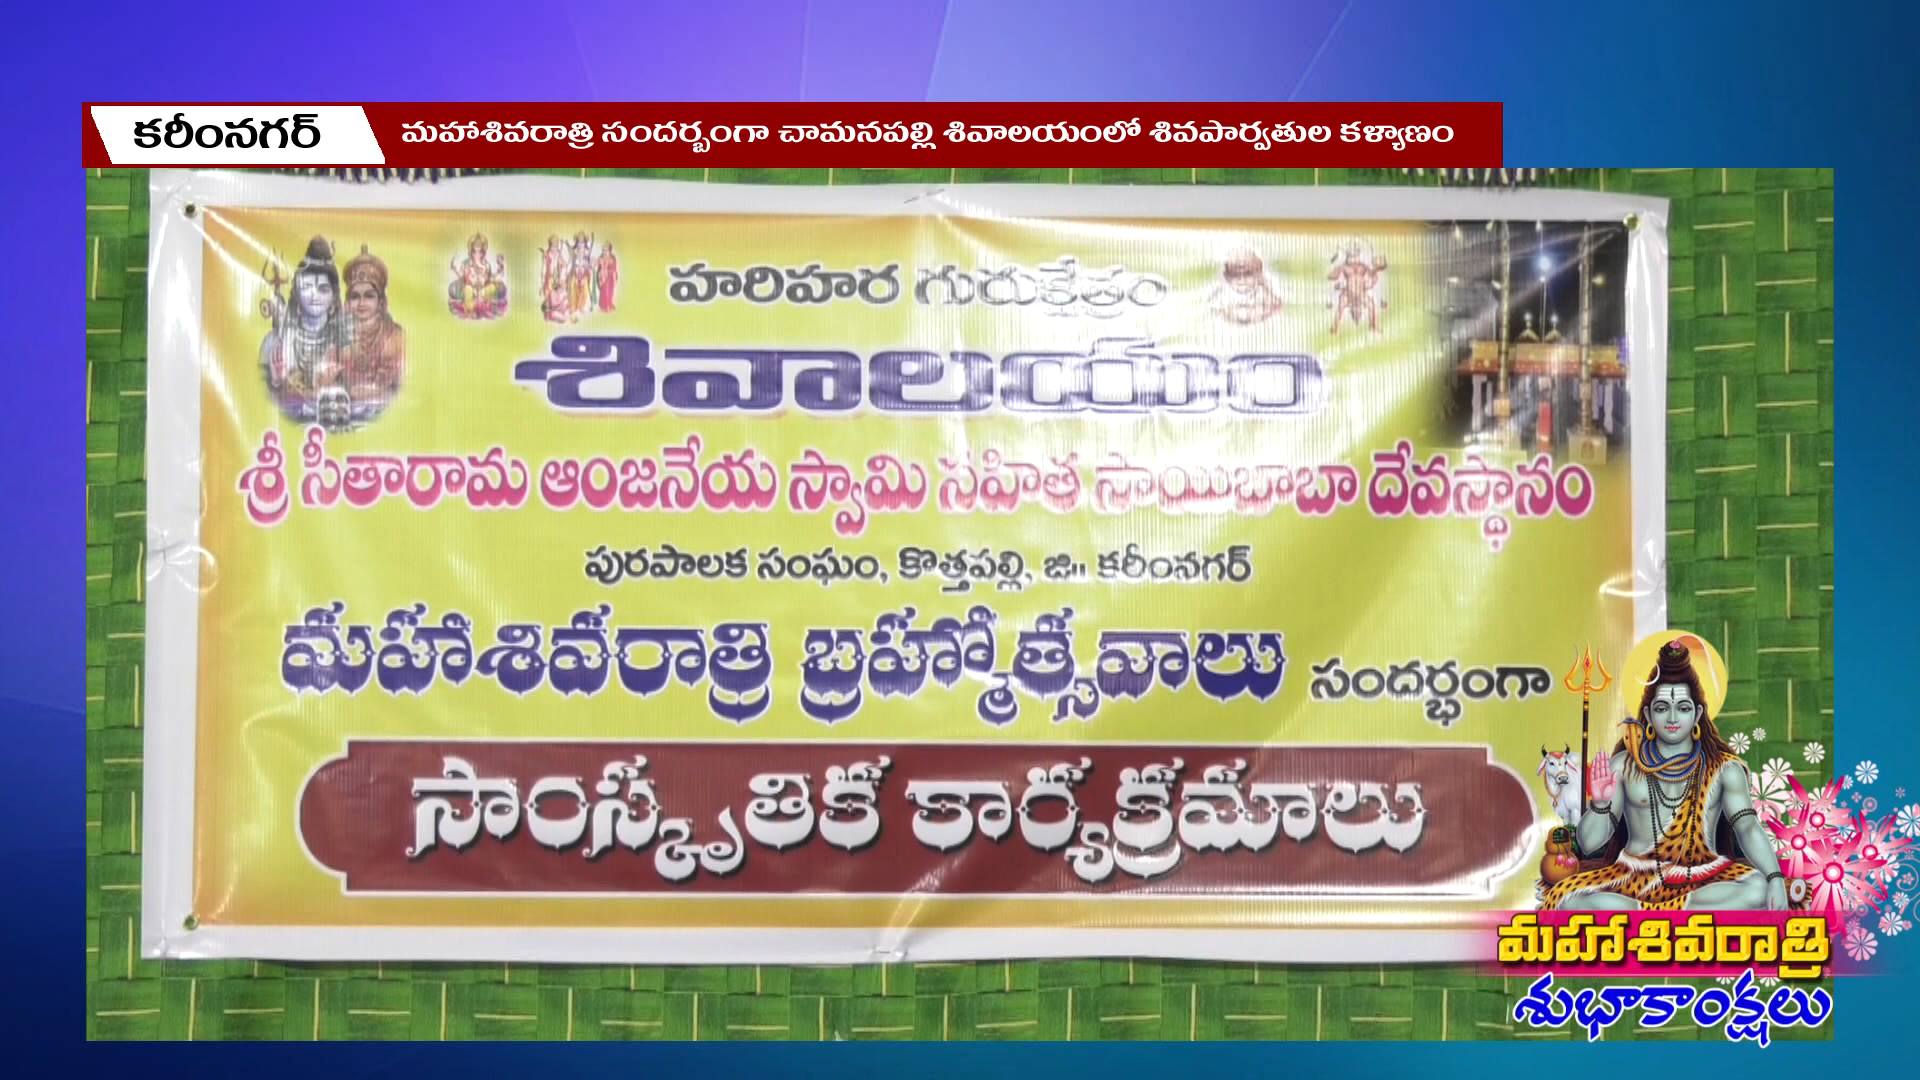 కరీంనగర్
మహాశివరాత్రి సందర్బంగా చామనపల్లి శివాలయంలో శివపార్వతుల కళ్యాణం
హరిహర గురుక్షేత్రం
శివాలయం
శ్రీ సీతారామ ఆంజనేయ స్వామి సహిత సాయిబాబా దేవస్థానం
పురపాలక సంఘం, కొత్తపల్లి, జి॥ కరీంనగర్
మహాశివరాత్రి బ్రహ్మోత్సవాలు సందర్భంగా
సాంస్కృతిక కార్యక్రమాలు
మహాశివరాత్రి
శుభాకాంక్షలు